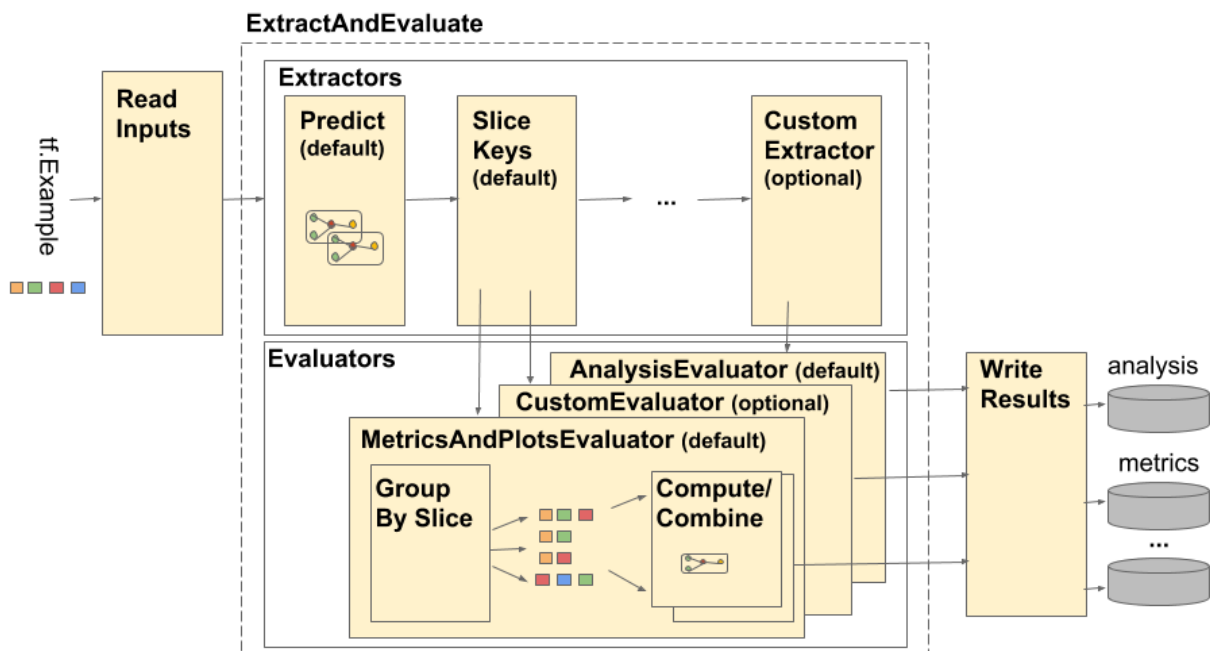 ExtractAndEvaluate
Extractors
Read
Inputs
tf.Example
Predict
(default)
Slice
Keys
(default)
...
Custom
Extractor
(optional)
Evaluators
AnalysisEvaluator (default)
CustomEvaluator (optional)
MetricsAndPlotsEvaluator (default)
Group
By Slice
Compute/
Combine
Write
Results
analysis
metrics
...